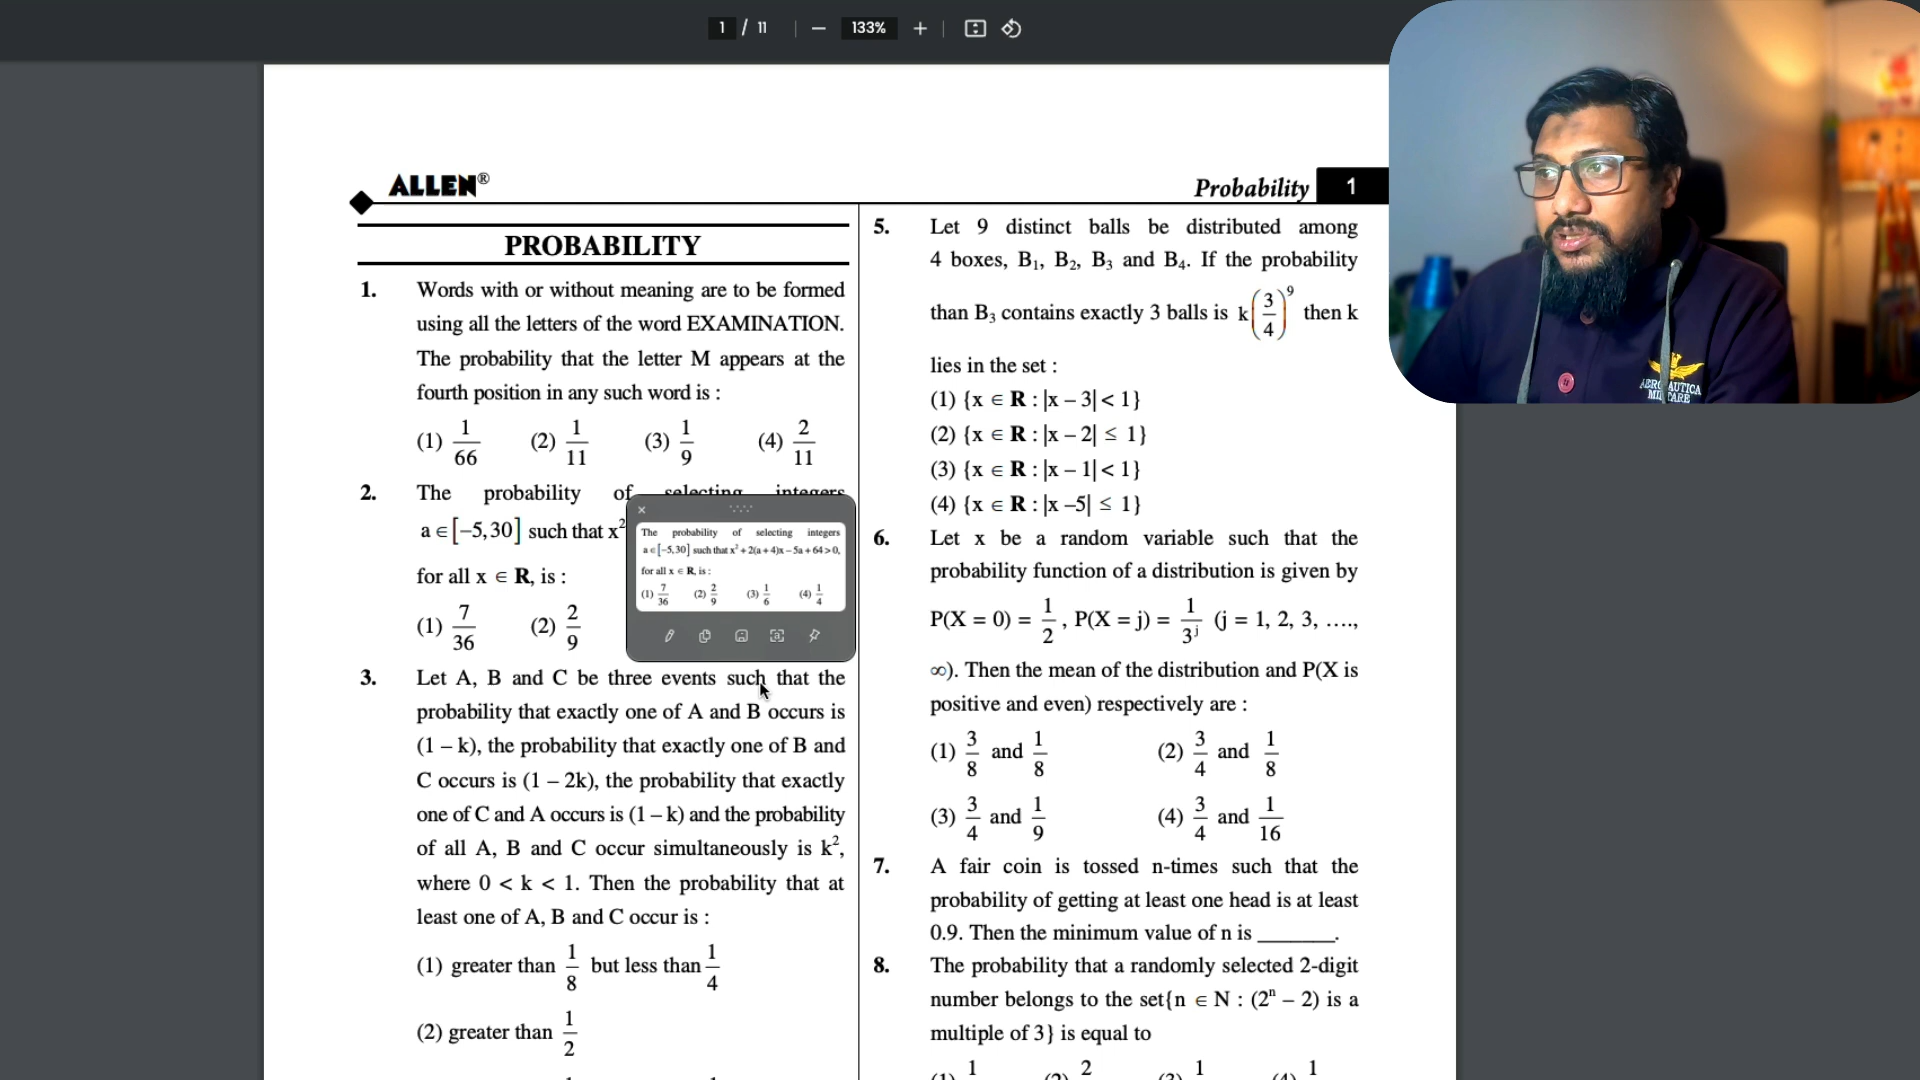 1 / 11 — 133% +
ALLEN®
Probability 1
PROBABILITY
1. Words with or without meaning are to be formed
using all the letters of the word EXAMINATION.
The probability that the letter M appears at the
fourth position in any such word is :
(1) 1/66 (2) 1/11 (3) 1/9 (4) 2/11
2. The probability of selecting integers
a ∈ [–5, 30] such that x²
for all x ∈ R, is :
(1) 7/36 (2) 2/9
×
The probability of selecting integers
a ∈ [–5, 30] such that x² + 2(a + 4)x – 5a + 64 > 0,
for all x ∈ R, is :
(1) 7/36 (2) 2/9 (3) 1/6 (4) 1/4
3. Let A, B and C be three events such that the
probability that exactly one of A and B occurs is
(1 – k), the probability that exactly one of B and
C occurs is (1 – 2k), the probability that exactly
one of C and A occurs is (1 – k) and the probability
of all A, B and C occur simultaneously is k²,
where 0 < k < 1. Then the probability that at
least one of A, B and C occur is :
(1) greater than 1/8 but less than 1/4
(2) greater than 1/2
5. Let 9 distinct balls be distributed among
4 boxes, B₁, B₂, B₃ and B₄. If the probability
than B₃ contains exactly 3 balls is k(3/4)⁹ then k
lies in the set :
(1) {x ∈ R : |x – 3| < 1}
(2) {x ∈ R : |x – 2| ≤ 1}
(3) {x ∈ R : |x – 1| < 1}
(4) {x ∈ R : |x –5| ≤ 1}
6. Let x be a random variable such that the
probability function of a distribution is given by
P(X = 0) = 1/2, P(X = j) = 1/3ʲ (j = 1, 2, 3, ….,
∞). Then the mean of the distribution and P(X is
positive and even) respectively are :
(1) 3/8 and 1/8 (2) 3/4 and 1/8
(3) 3/4 and 1/9 (4) 3/4 and 1/16
7. A fair coin is tossed n-times such that the
probability of getting at least one head is at least
0.9. Then the minimum value of n is ________.
8. The probability that a randomly selected 2-digit
number belongs to the set{n ∈ N : (2ⁿ – 2) is a
multiple of 3} is equal to